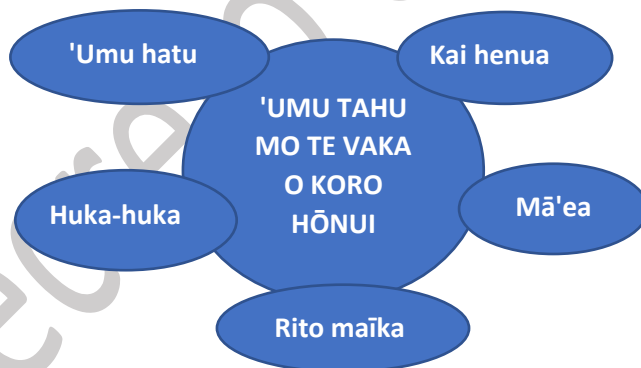 'Umu hatu
Kai henua
'UMU TAHU
MO TE VAKA
O KORO
HŌNUI
Huka-huka
Mā'ea
Rito maīka